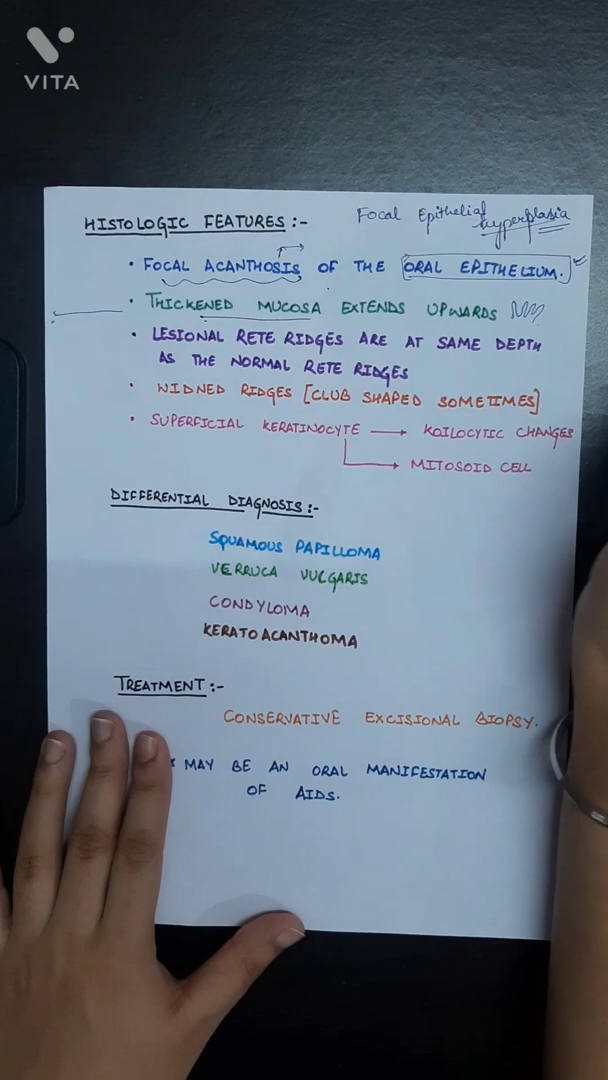 VITA
HISTOLOGIC FEATURES :-
Focal Epithelial
hyperplasia
• FOCAL ACANTHOSIS OF THE ORAL EPITHELIUM.
• THICKENED MUCOSA EXTENDS UPWARDS
• LESIONAL RETE RIDGES ARE AT SAME DEPTH
AS THE NORMAL RETE RIDGES
• WIDNED RIDGES [CLUB SHAPED SOMETIMES]
• SUPERFICIAL KERATINOCYTE → KOILOCYTIC CHANGES
→ MITOSOID CELL
DIFFERENTIAL DIAGNOSIS :-
SQUAMOUS PAPILLOMA
VERRUCA VULGARIS
CONDYLOMA
KERATOACANTHOMA
TREATMENT :-
CONSERVATIVE EXCISIONAL BIOPSY.
* MAY BE AN ORAL MANIFESTATION
OF AIDS.